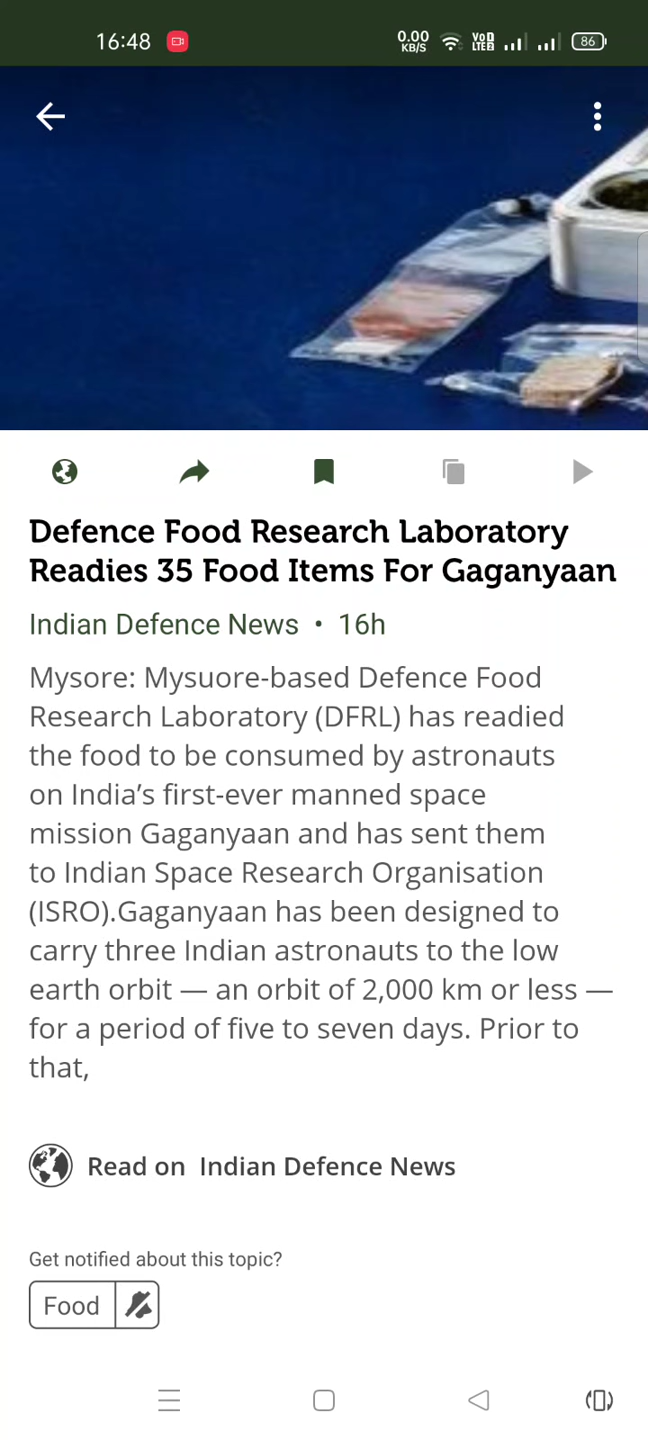 16:48 0.00 KB/S VoD LTE2 86
Defence Food Research Laboratory
Readies 35 Food Items For Gaganyaan
Indian Defence News • 16h
Mysore: Mysuore-based Defence Food
Research Laboratory (DFRL) has readied
the food to be consumed by astronauts
on India’s first-ever manned space
mission Gaganyaan and has sent them
to Indian Space Research Organisation
(ISRO).Gaganyaan has been designed to
carry three Indian astronauts to the low
earth orbit — an orbit of 2,000 km or less —
for a period of five to seven days. Prior to
that,
Read on Indian Defence News
Get notified about this topic?
Food